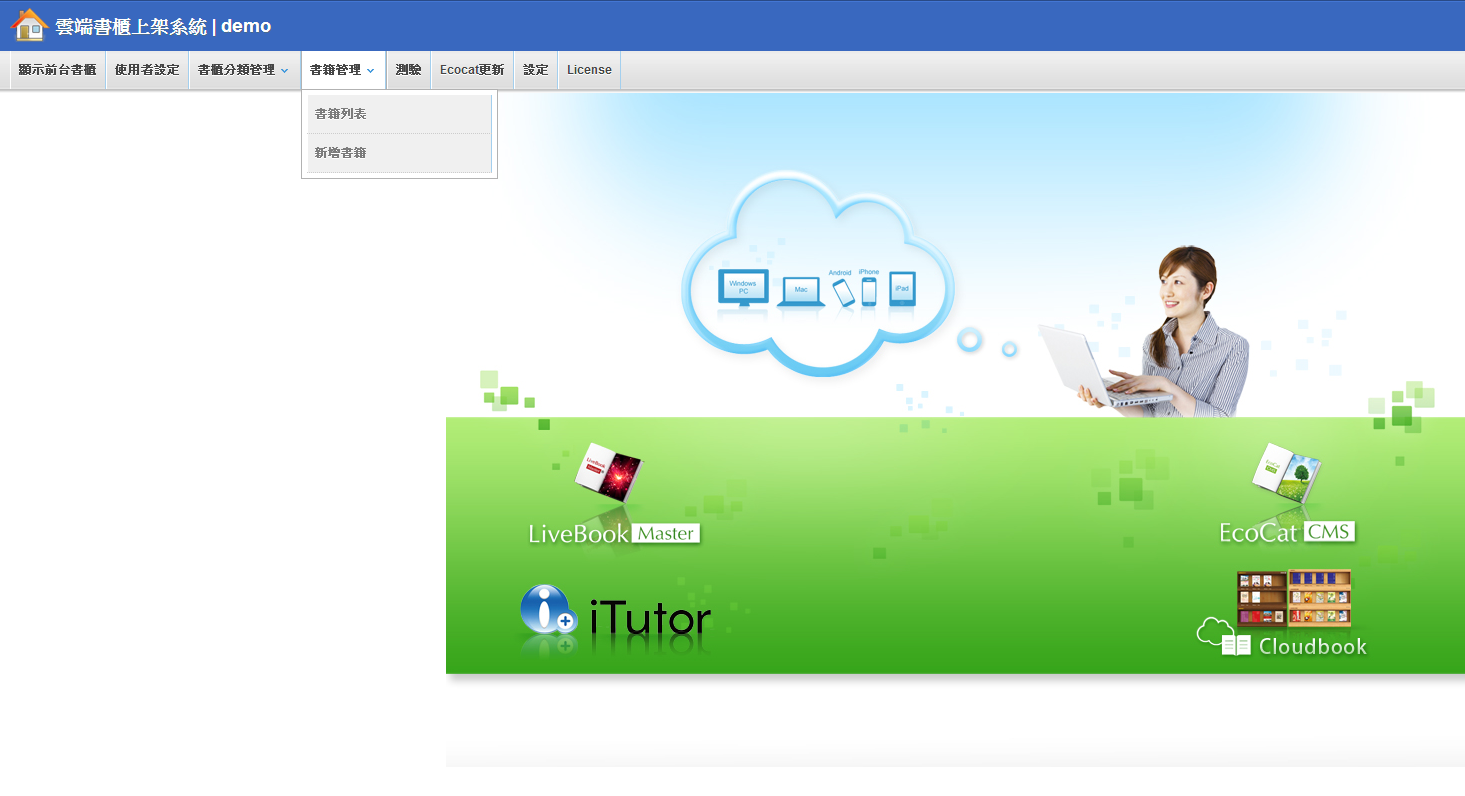 雲端書櫃上架系統 | demo
顯示前台書櫃 使用者設定 書櫃分類管理 書籍管理 測驗 Ecocat更新 設定 License
書籍列表
新增書籍
Android iPhone
Windows PC Mac iPad
LiveBook Master
EcoCat CMS
iTutor
Cloudbook